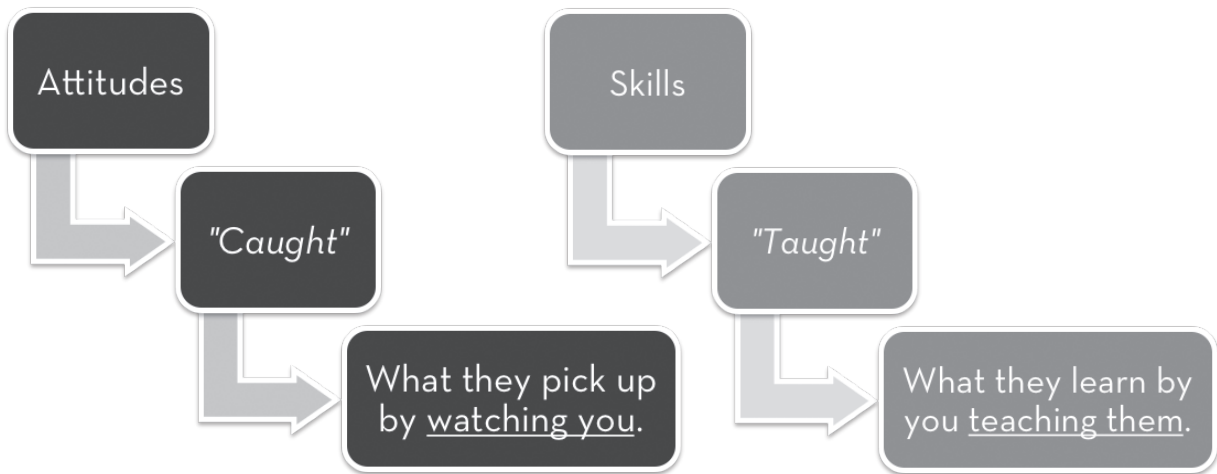 Attitudes
"Caught"
What they pick up
by watching you.
Skills
"Taught"
What they learn by
you teaching them.